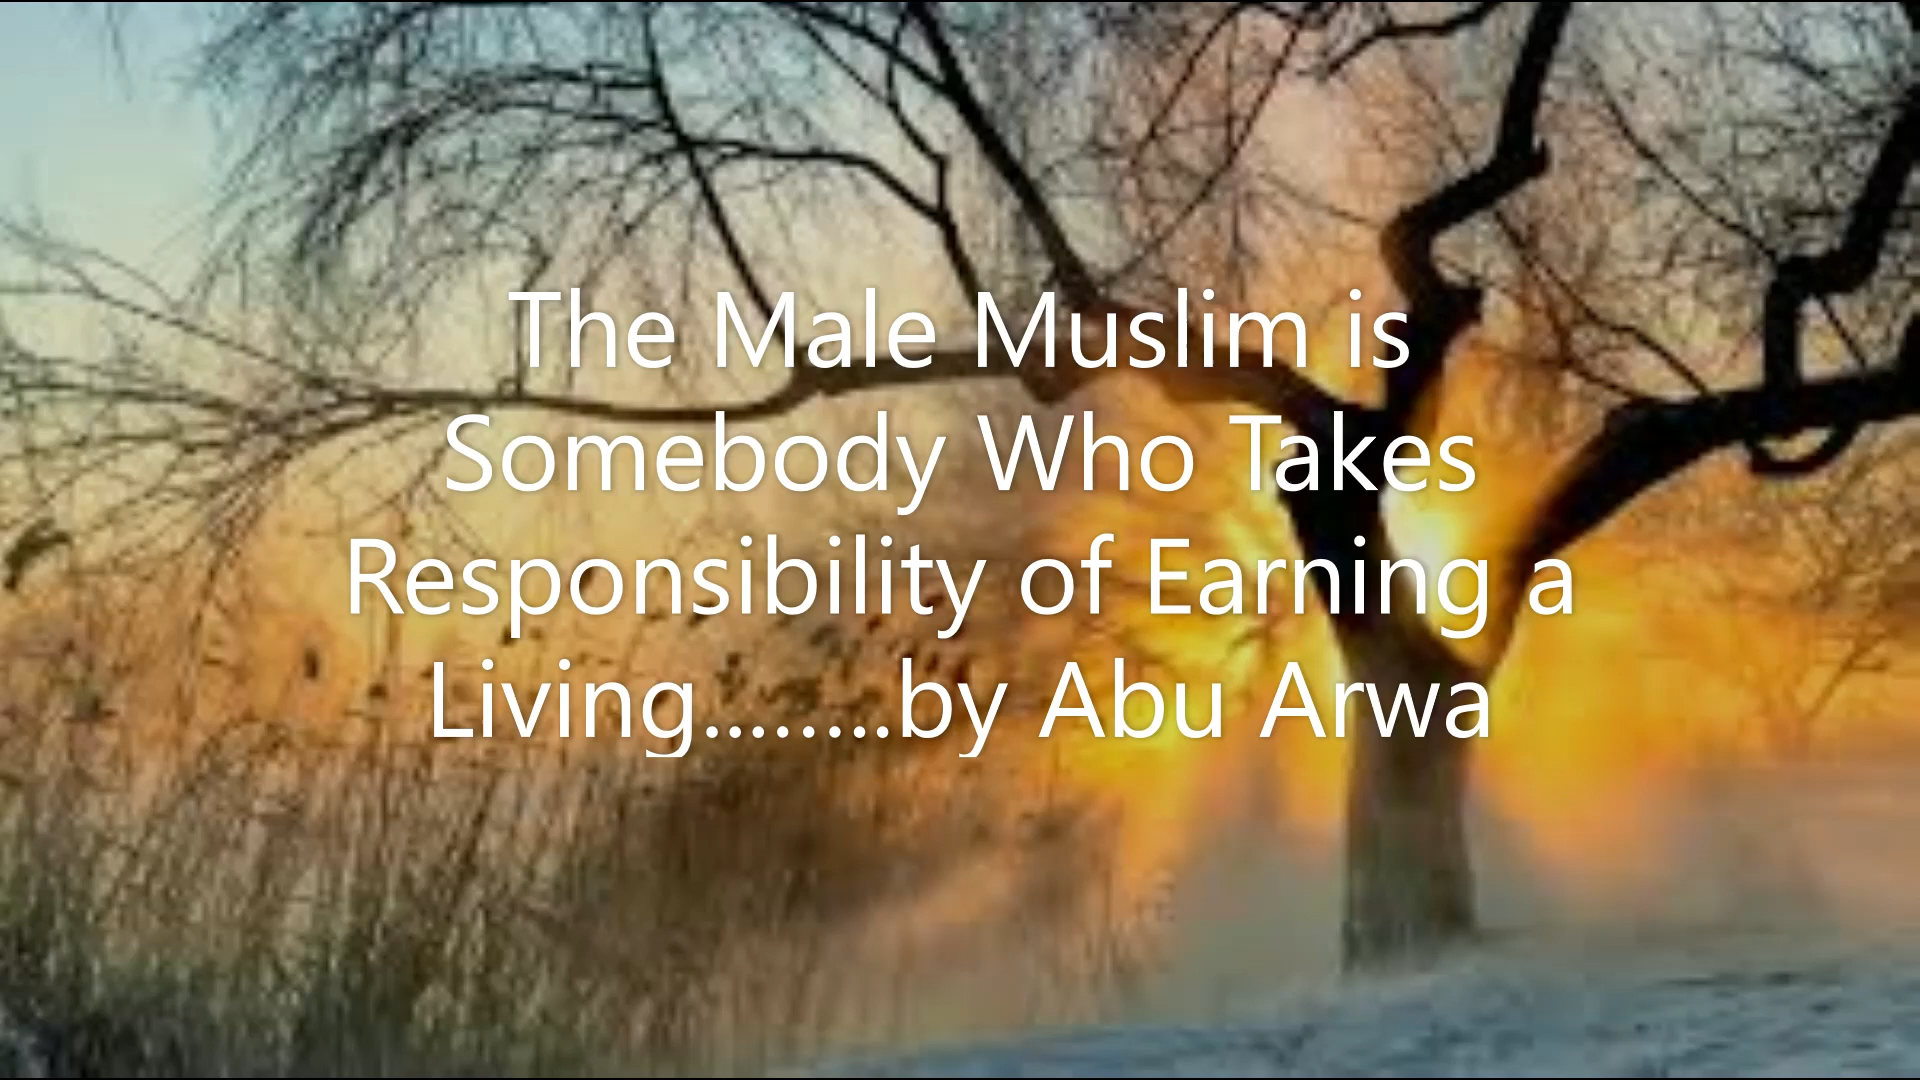 The Male Muslim is
Somebody Who Takes
Responsibility of Earning a
Living........by Abu Arwa